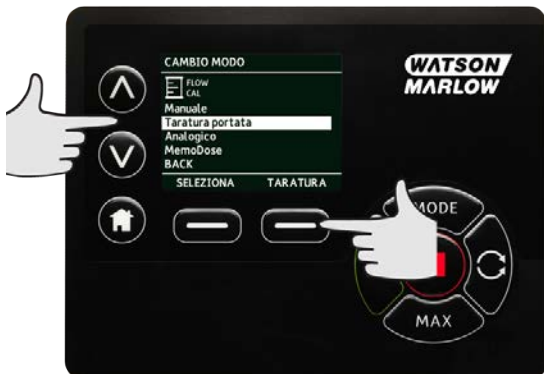 CAMBIO MODO
FLOW
CAL
Manuale
Taratura portata
Analogico
MemoDose
BACK
SELEZIONA TARATURA
WATSON
MARLOW
MODE
MAX